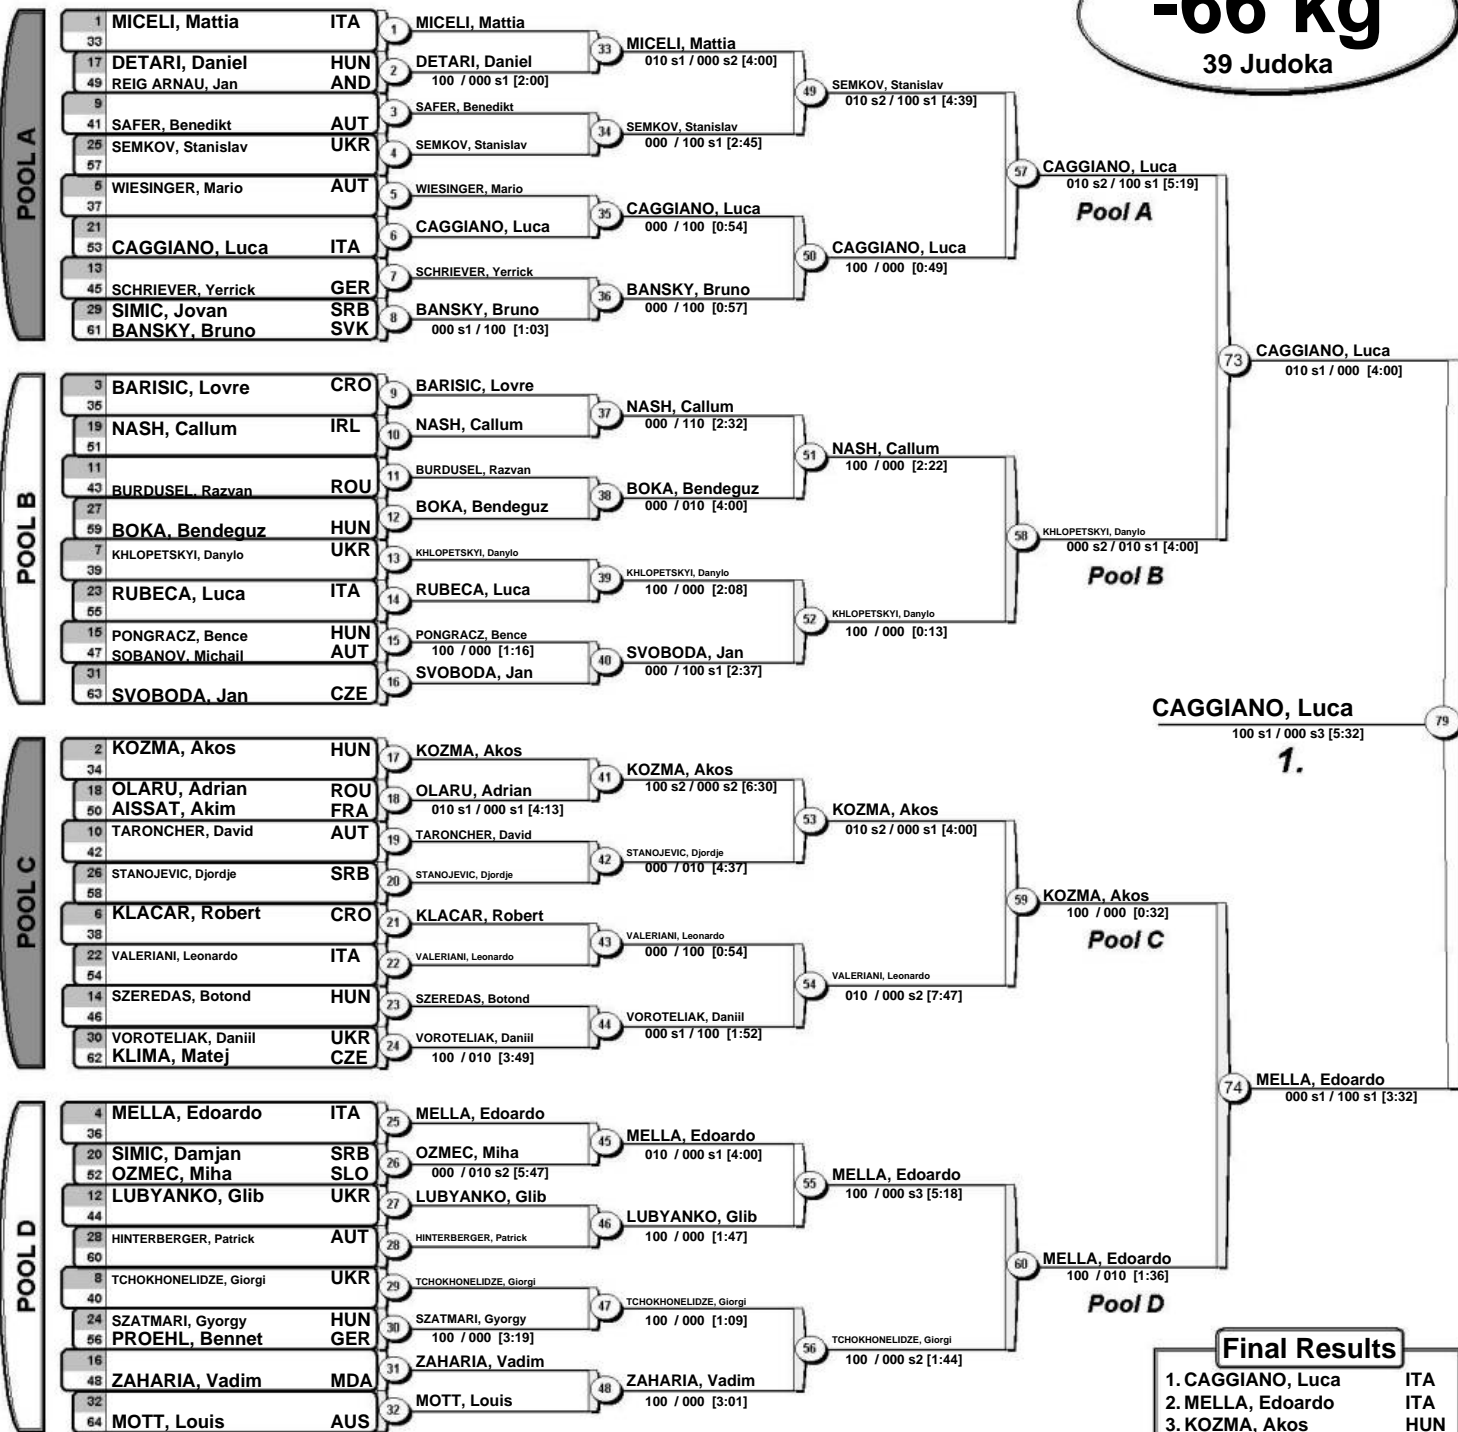 -66 kg
39 Judoka
POOL A
1 MICELI, Mattia ITA
33
17 DETARI, Daniel HUN
49 REIG ARNAU, Jan AND
9
41 SAFER, Benedikt AUT
25 SEMKOV, Stanislav UKR
57
5 WIESINGER, Mario AUT
37
21
53 CAGGIANO, Luca ITA
13
45 SCHRIEVER, Yerrick GER
29 SIMIC, Jovan SRB
61 BANSKY, Bruno SVK
1 MICELI, Mattia
2 DETARI, Daniel
100 / 000 s1 [2:00]
3 SAFER, Benedikt
4 SEMKOV, Stanislav
5 WIESINGER, Mario
6 CAGGIANO, Luca
7 SCHRIEVER, Yerrick
8 BANSKY, Bruno
000 s1 / 100 [1:03]
33 MICELI, Mattia
010 s1 / 000 s2 [4:00]
34 SEMKOV, Stanislav
000 / 100 s1 [2:45]
35 CAGGIANO, Luca
000 / 100 [0:54]
36 BANSKY, Bruno
000 / 100 [0:57]
49 SEMKOV, Stanislav
010 s2 / 100 s1 [4:39]
50 CAGGIANO, Luca
100 / 000 [0:49]
57 CAGGIANO, Luca
010 s2 / 100 s1 [5:19]
Pool A
POOL B
3 BARISIC, Lovre CRO
35
19 NASH, Callum IRL
51
11
43 BURDUSEL, Razvan ROU
27
59 BOKA, Bendeguz HUN
7 KHLOPETSKYI, Danylo UKR
39
23 RUBECA, Luca ITA
55
15 PONGRACZ, Bence HUN
47 SOBANOV, Michail AUT
31
63 SVOBODA, Jan CZE
9 BARISIC, Lovre
10 NASH, Callum
11 BURDUSEL, Razvan
12 BOKA, Bendeguz
13 KHLOPETSKYI, Danylo
14 RUBECA, Luca
15 PONGRACZ, Bence
100 / 000 [1:16]
16 SVOBODA, Jan
37 NASH, Callum
000 / 110 [2:32]
38 BOKA, Bendeguz
000 / 010 [4:00]
39 KHLOPETSKYI, Danylo
100 / 000 [2:08]
40 SVOBODA, Jan
000 / 100 s1 [2:37]
51 NASH, Callum
100 / 000 [2:22]
52 KHLOPETSKYI, Danylo
100 / 000 [0:13]
58 KHLOPETSKYI, Danylo
000 s2 / 010 s1 [4:00]
Pool B
73 CAGGIANO, Luca
010 s1 / 000 [4:00]
CAGGIANO, Luca 79
100 s1 / 000 s3 [5:32]
1.
POOL C
2 KOZMA, Akos HUN
34
18 OLARU, Adrian ROU
50 AISSAT, Akim FRA
10 TARONCHER, David AUT
42
26 STANOJEVIC, Djordje SRB
58
6 KLACAR, Robert CRO
38
22 VALERIANI, Leonardo ITA
54
14 SZEREDAS, Botond HUN
46
30 VOROTELIAK, Daniil UKR
62 KLIMA, Matej CZE
17 KOZMA, Akos
18 OLARU, Adrian
010 s1 / 000 s1 [4:13]
19 TARONCHER, David
20 STANOJEVIC, Djordje
21 KLACAR, Robert
22 VALERIANI, Leonardo
23 SZEREDAS, Botond
24 VOROTELIAK, Daniil
100 / 010 [3:49]
41 KOZMA, Akos
100 s2 / 000 s2 [6:30]
42 STANOJEVIC, Djordje
000 / 010 [4:37]
43 VALERIANI, Leonardo
000 / 100 [0:54]
44 VOROTELIAK, Daniil
000 s1 / 100 [1:52]
53 KOZMA, Akos
010 s2 / 000 s1 [4:00]
54 VALERIANI, Leonardo
010 / 000 s2 [7:47]
59 KOZMA, Akos
100 / 000 [0:32]
Pool C
POOL D
4 MELLA, Edoardo ITA
36
20 SIMIC, Damjan SRB
52 OZMEC, Miha SLO
12 LUBYANKO, Glib UKR
44
28 HINTERBERGER, Patrick AUT
60
8 TCHOKHONELIDZE, Giorgi UKR
40
24 SZATMARI, Gyorgy HUN
56 PROEHL, Bennet GER
16
48 ZAHARIA, Vadim MDA
32
64 MOTT, Louis AUS
25 MELLA, Edoardo
26 OZMEC, Miha
000 / 010 s2 [5:47]
27 LUBYANKO, Glib
28 HINTERBERGER, Patrick
29 TCHOKHONELIDZE, Giorgi
30 SZATMARI, Gyorgy
100 / 000 [3:19]
31 ZAHARIA, Vadim
32 MOTT, Louis
45 MELLA, Edoardo
010 / 000 s1 [4:00]
46 LUBYANKO, Glib
100 / 000 [1:47]
47 TCHOKHONELIDZE, Giorgi
100 / 000 [1:09]
48 ZAHARIA, Vadim
100 / 000 [3:01]
55 MELLA, Edoardo
100 / 000 s3 [5:18]
56 TCHOKHONELIDZE, Giorgi
100 / 000 s2 [1:44]
60 MELLA, Edoardo
100 / 010 [1:36]
Pool D
74 MELLA, Edoardo
000 s1 / 100 s1 [3:32]
Final Results
1. CAGGIANO, Luca ITA
2. MELLA, Edoardo ITA
3. KOZMA, Akos HUN